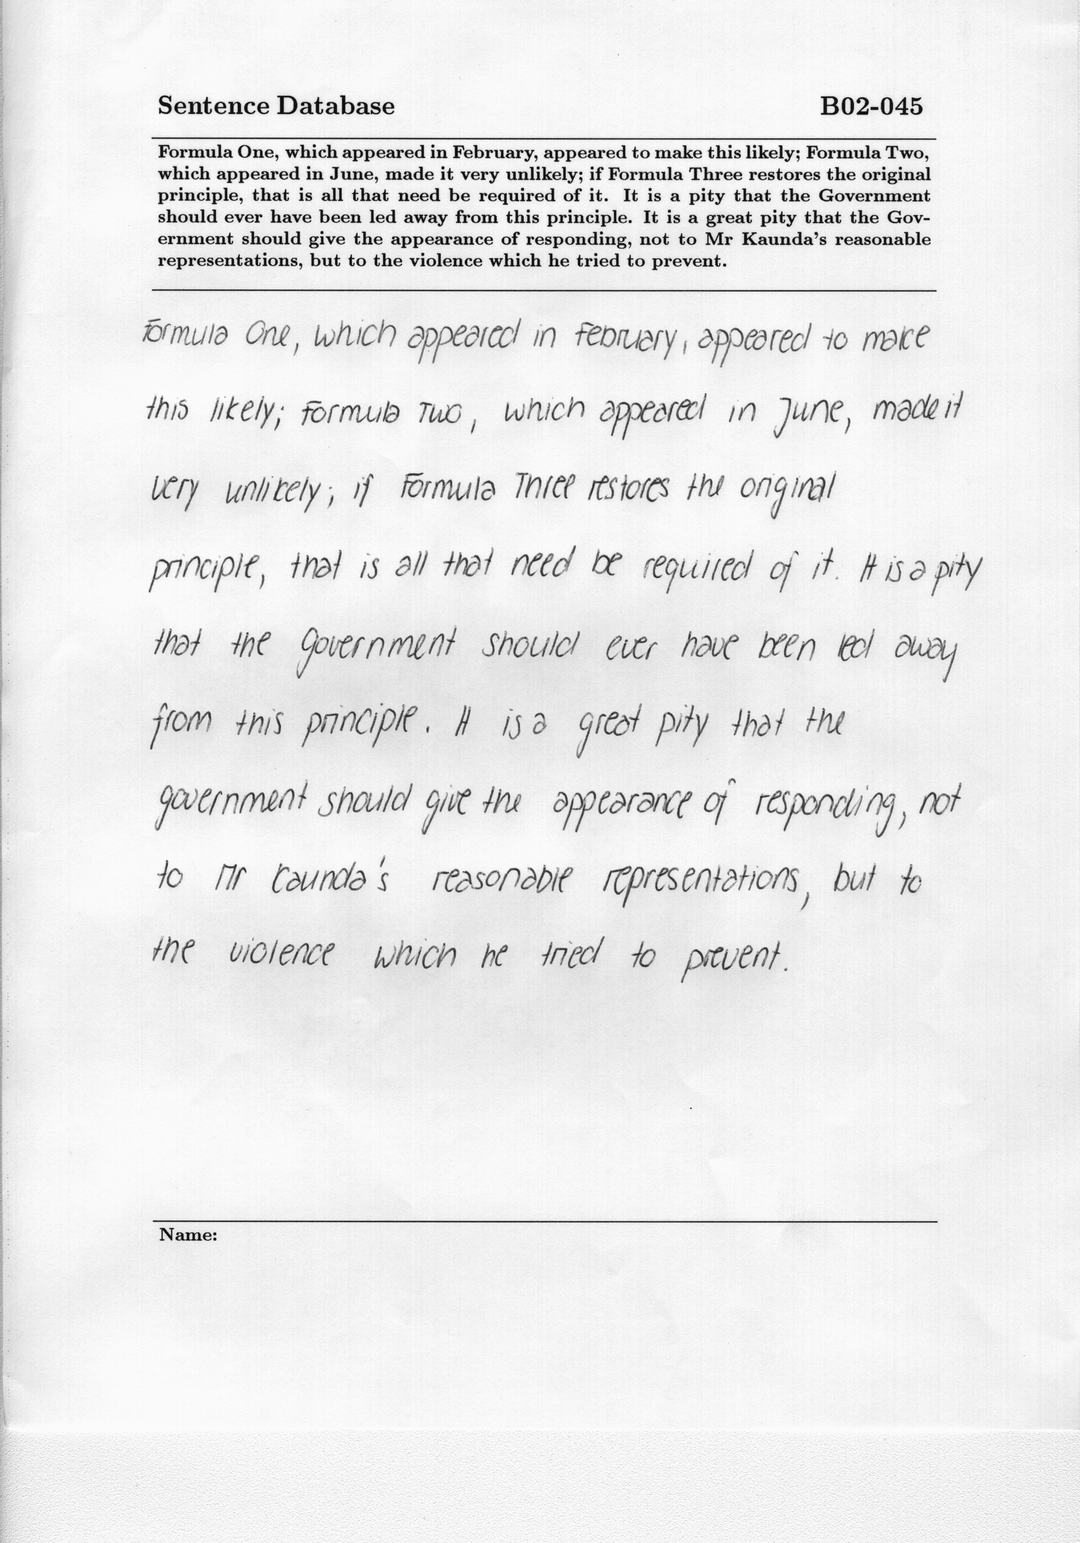 Sentence Database B02-045
Formula One, which appeared in February, appeared to make this likely; Formula Two,
which appeared in June, made it very unlikely; if Formula Three restores the original
principle, that is all that need be required of it. It is a pity that the Government
should ever have been led away from this principle. It is a great pity that the Gov-
ernment should give the appearance of responding, not to Mr Kaunda's reasonable
representations, but to the violence which he tried to prevent.
Formula One, which appeared in February, appeared to make
this likely; Formula Two, which appeared in June, made it
very unlikely; if Formula Three restores the original
principle, that is all that need be required of it. It is a pity
that the Government should ever have been led away
from this principle. It is a great pity that the
government should give the appearance of responding, not
to Mr Kaunda's reasonable representations, but to
the violence which he tried to prevent.
Name: